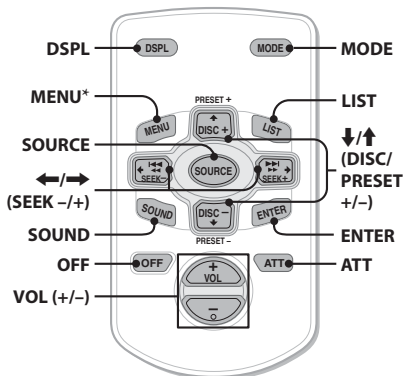 DSPL
DSPL
MODE
MODE
MENU*
MENU
PRESET +
DISC +
LIST
LIST
SOURCE
SOURCE
←/→
(SEEK –/+)
SEEK–
SEEK+
↓/↑
(DISC/
PRESET
+/–)
SOUND
SOUND
DISC –
PRESET –
ENTER
ENTER
OFF
OFF
ATT
ATT
VOL (+/–)
+
VOL
–